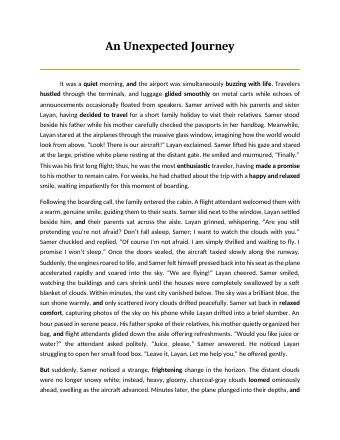 An Unexpected Journey
It was a quiet morning, and the airport was simultaneously buzzing with life. Travelers
hustled through the terminals, and luggage glided smoothly on metal carts while echoes of
announcements occasionally floated from speakers. Samer arrived with his parents and sister
Layan, having decided to travel for a short family holiday to visit their relatives. Samer stood
beside his father while his mother carefully checked the passports in her handbag. Meanwhile,
Layan stared at the airplanes through the massive glass window, imagining how the world would
look from above. "Look! There is our aircraft!" Layan exclaimed. Samer lifted his gaze and stared
at the large, pristine white plane resting at the distant gate. He smiled and murmured, "Finally."
This was his first long flight; thus, he was the most enthusiastic traveler, having made a promise
to his mother to remain calm. For weeks, he had chatted about the trip with a happy and relaxed
smile, waiting impatiently for this moment of boarding.
Following the boarding call, the family entered the cabin. A flight attendant welcomed them with
a warm, genuine smile, guiding them to their seats. Samer slid next to the window, Layan settled
beside him, and their parents sat across the aisle. Layan grinned, whispering, "Are you still
pretending you're not afraid? Don't fall asleep, Samer; I want to watch the clouds with you."
Samer chuckled and replied, "Of course I'm not afraid. I am simply thrilled and waiting to fly. I
promise I won't sleep." Once the doors sealed, the aircraft taxied slowly along the runway.
Suddenly, the engines roared to life, and Samer felt himself pressed back into his seat as the plane
accelerated rapidly and soared into the sky. "We are flying!" Layan cheered. Samer smiled,
watching the buildings and cars shrink until the houses were completely swallowed by a soft
blanket of clouds. Within minutes, the vast city vanished below. The sky was a brilliant blue, the
sun shone warmly, and only scattered ivory clouds drifted peacefully. Samer sat back in relaxed
comfort, capturing photos of the sky on his phone while Layan drifted into a brief slumber. An
hour passed in serene peace. His father spoke of their relatives, his mother quietly organized her
bag, and flight attendants glided down the aisle offering refreshments. "Would you like juice or
water?" the attendant asked politely. "Juice, please," Samer answered. He noticed Layan
struggling to open her small food box. "Leave it, Layan. Let me help you," he offered gently.
But suddenly, Samer noticed a strange, frightening change in the horizon. The distant clouds
were no longer snowy white; instead, heavy, gloomy, charcoal-gray clouds loomed ominously
ahead, swelling as the aircraft advanced. Minutes later, the plane plunged into their depths, and